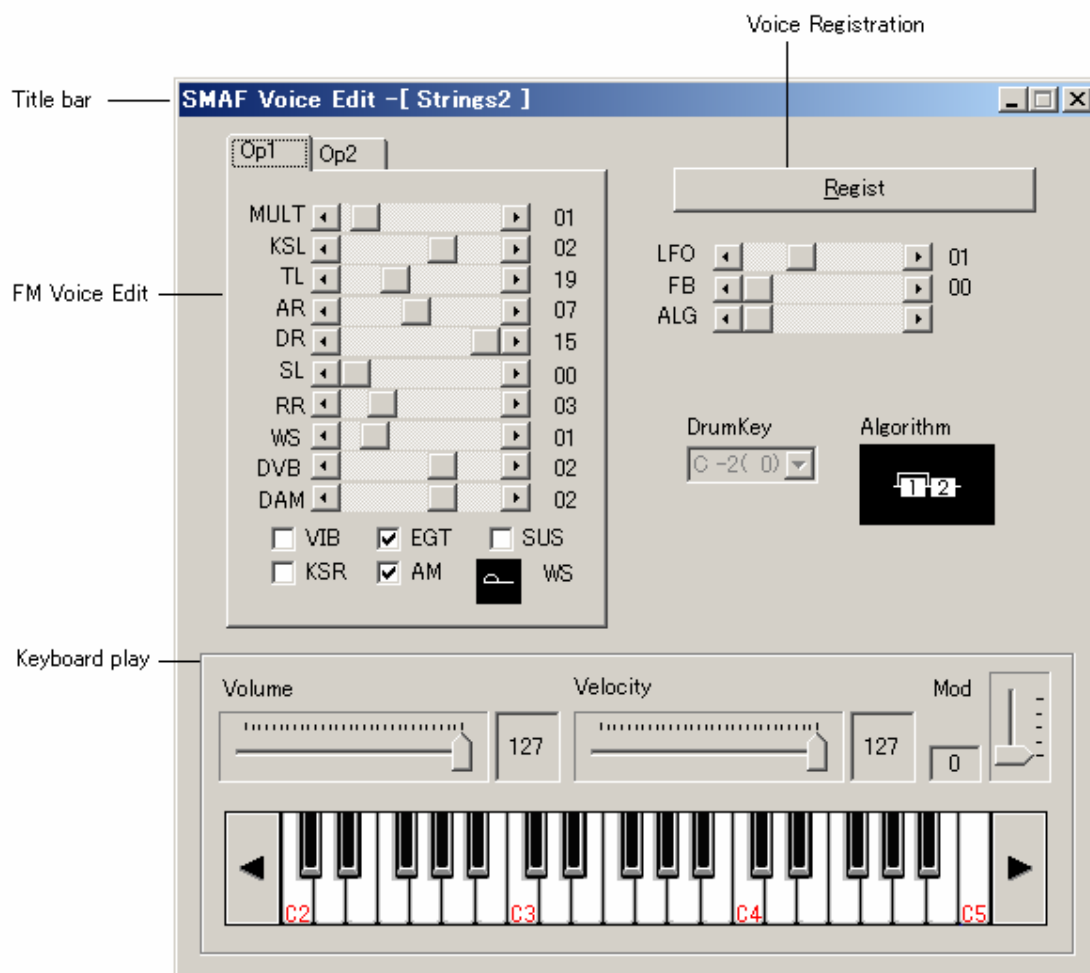 Voice Registration
Title bar
SMAF Voice Edit -[ Strings2 ]
Op1 Op2
Regist
MULT 01
KSL 02
TL 19
AR 07
DR 15
SL 00
RR 03
WS 01
DVB 02
DAM 02
VIB EGT SUS
KSR AM WS
FM Voice Edit
LFO 01
FB 00
ALG
DrumKey Algorithm
C -2( 0)
1 2
Keyboard play
Volume Velocity Mod
127 127 0
C2 C3 C4 C5